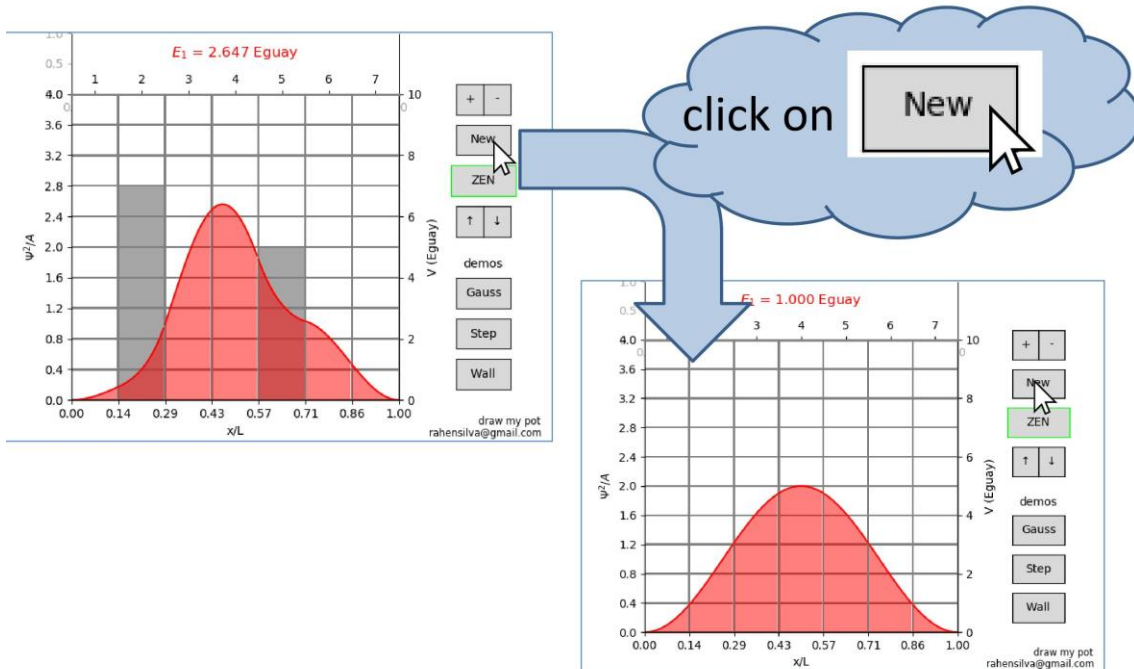 1.0
E₁ = 2.647 Eguay
0.5
1 2 3 4 5 6 7
4.0
3.6
3.2
2.8
2.4
2.0
1.6
1.2
0.8
0.4
0.0
Ψ²/A
10
8
6
4
2
0
V (Eguay)
0.00 0.14 0.29 0.43 0.57 0.71 0.86 1.00
x/L
+ -
New
ZEN
↑ ↓
demos
Gauss
Step
Wall
draw my pot
rahensilva@gmail.com
click on New
1.0
E₁ = 1.000 Eguay
0.5
3 4 5 6 7
4.0
3.6
3.2
2.8
2.4
2.0
1.6
1.2
0.8
0.4
0.0
Ψ²/A
10
8
6
4
2
0
V (Eguay)
0.00 0.14 0.29 0.43 0.57 0.71 0.86 1.00
x/L
+ -
New
ZEN
↑ ↓
demos
Gauss
Step
Wall
draw my pot
rahensilva@gmail.com